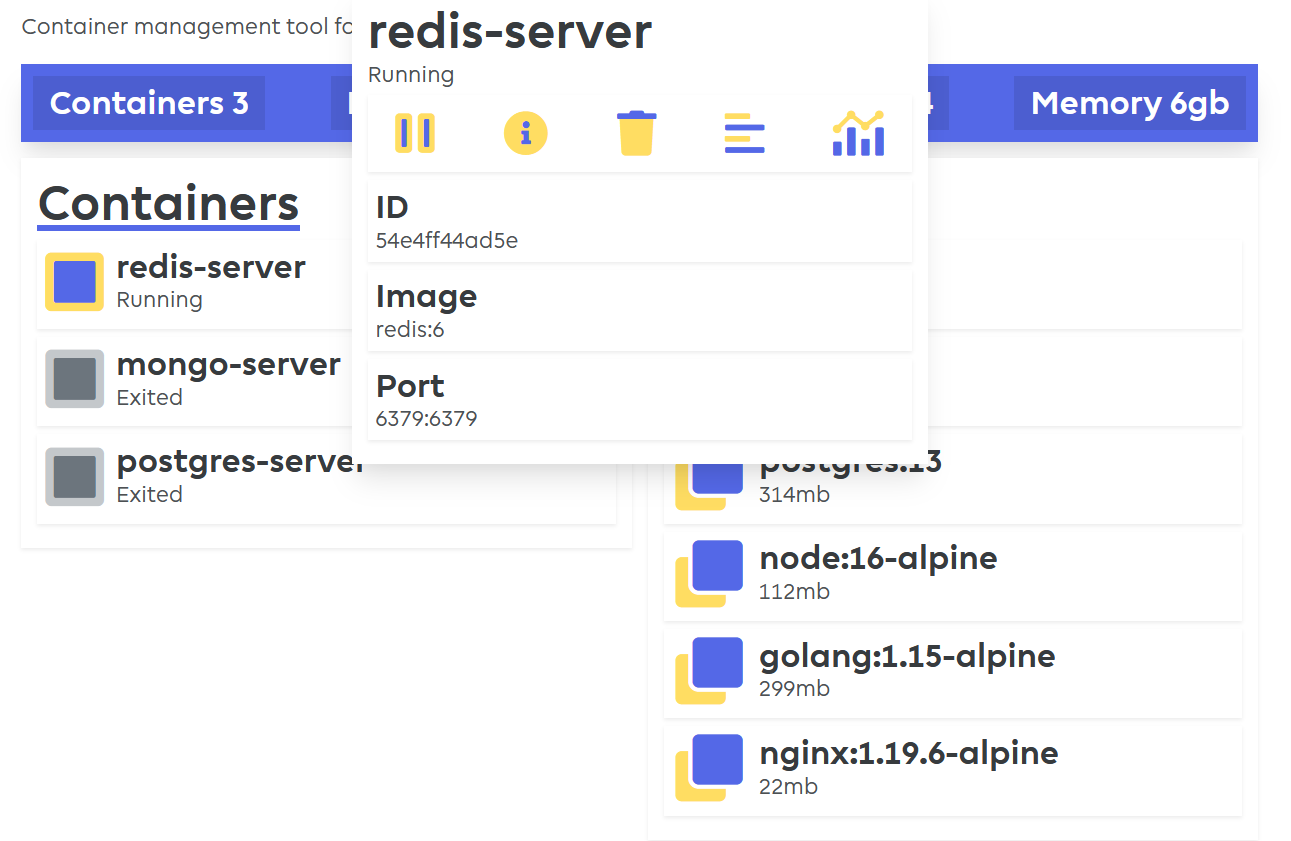 Container management tool
redis-server
Running
Containers 3
Memory 6gb
ID
54e4ff44ad5e
Image
redis:6
Port
6379:6379
Containers
redis-server
Running
mongo-server
Exited
postgres-server
Exited
postgres:13
314mb
node:16-alpine
112mb
golang:1.15-alpine
299mb
nginx:1.19.6-alpine
22mb